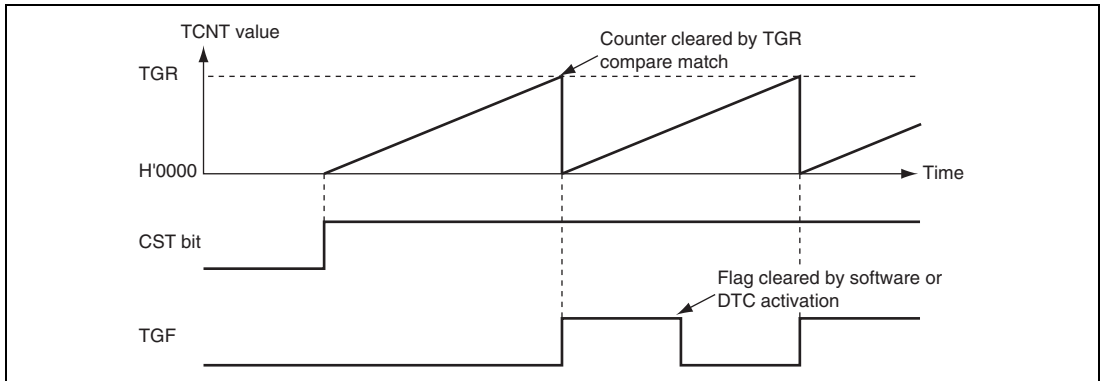 TCNT value
Counter cleared by TGR
compare match
TGR
H'0000
Time
CST bit
Flag cleared by software or
DTC activation
TGF